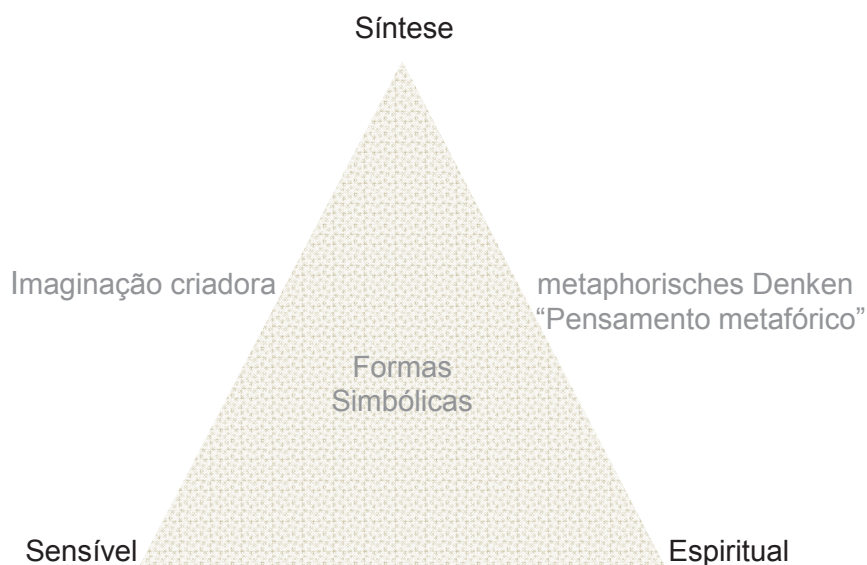 Síntese
Imaginação criadora
metaphorisches Denken
“Pensamento metafórico”
Formas
Simbólicas
Sensível
Espiritual